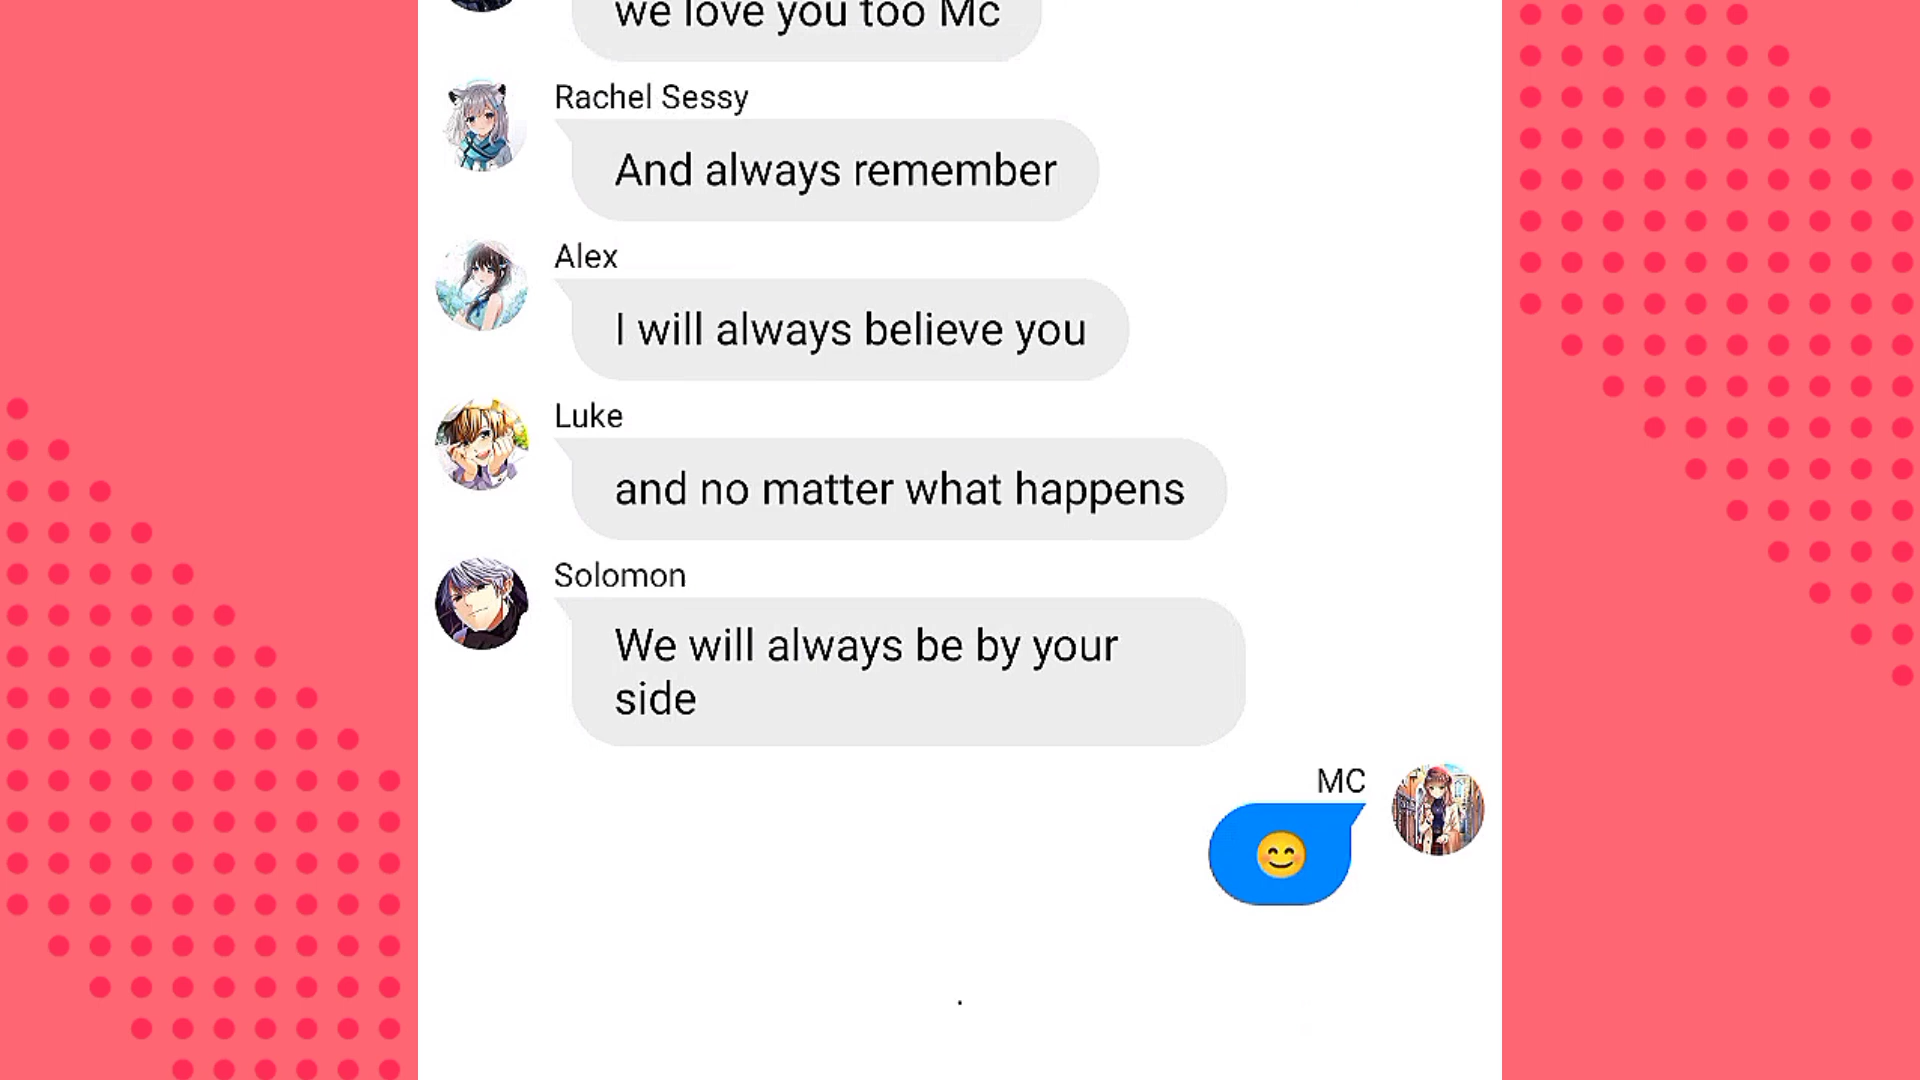 we love you too Mc
Rachel Sessy
And always remember
Alex
I will always believe you
Luke
and no matter what happens
Solomon
We will always be by your
side
MC
😊
.